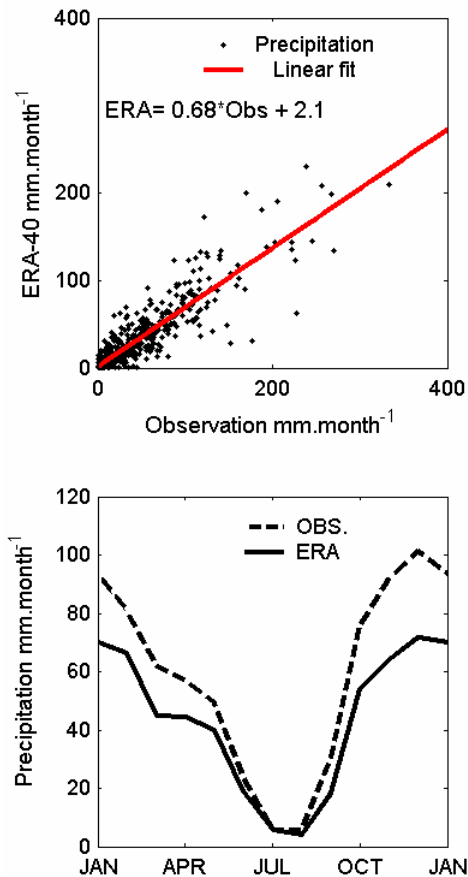 400
Precipitation
Linear fit
ERA= 0.68*Obs + 2.1
ERA-40 mm.month⁻¹
200
100
0
0 200 400
Observation mm.month⁻¹
120
OBS.
ERA
100
80
Precipitation mm.month⁻¹
60
40
20
0
JAN APR JUL OCT JAN